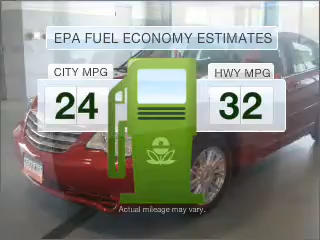 EPA FUEL ECONOMY ESTIMATES
CITY MPG
HWY MPG
24
32
Actual mileage may vary.